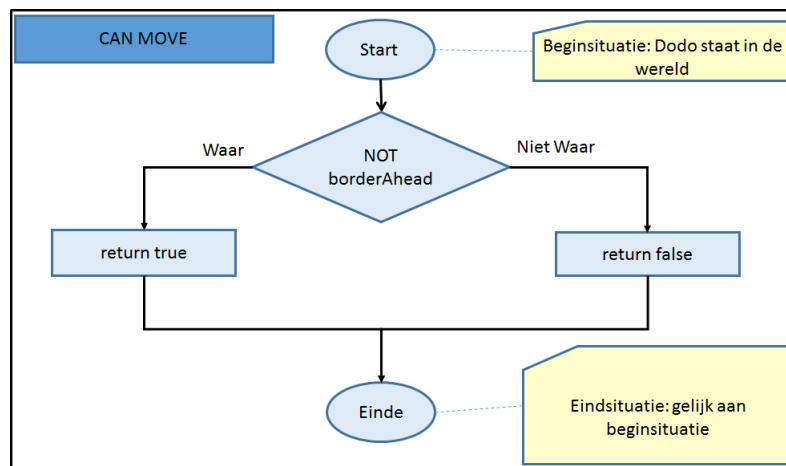 CAN MOVE
Start
Beginsituatie: Dodo staat in de
wereld
Waar
NOT
borderAhead
Niet Waar
return true
return false
Einde
Eindsituatie: gelijk aan
beginsituatie